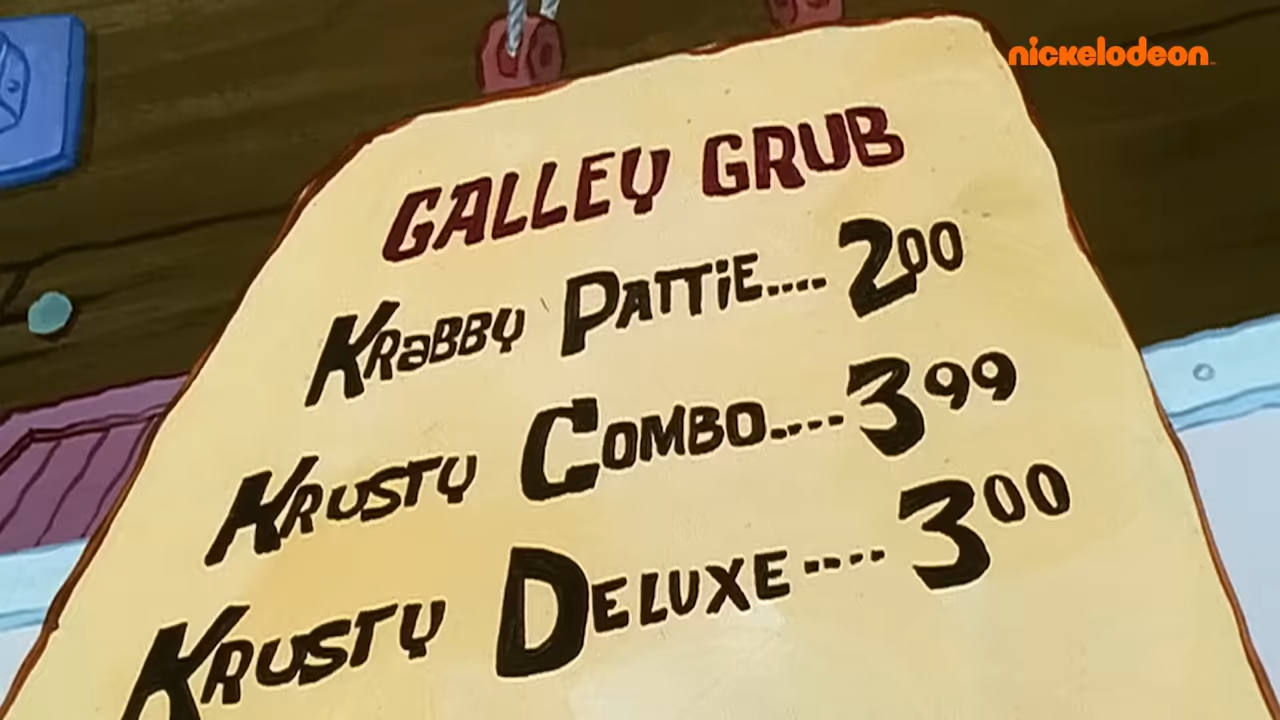 nickelodeon
GALLEY GRUB
KRaBBY PATTiE.... 200
KRUSTY COMBO.... 399
KRUSTY DELUXE.... 300